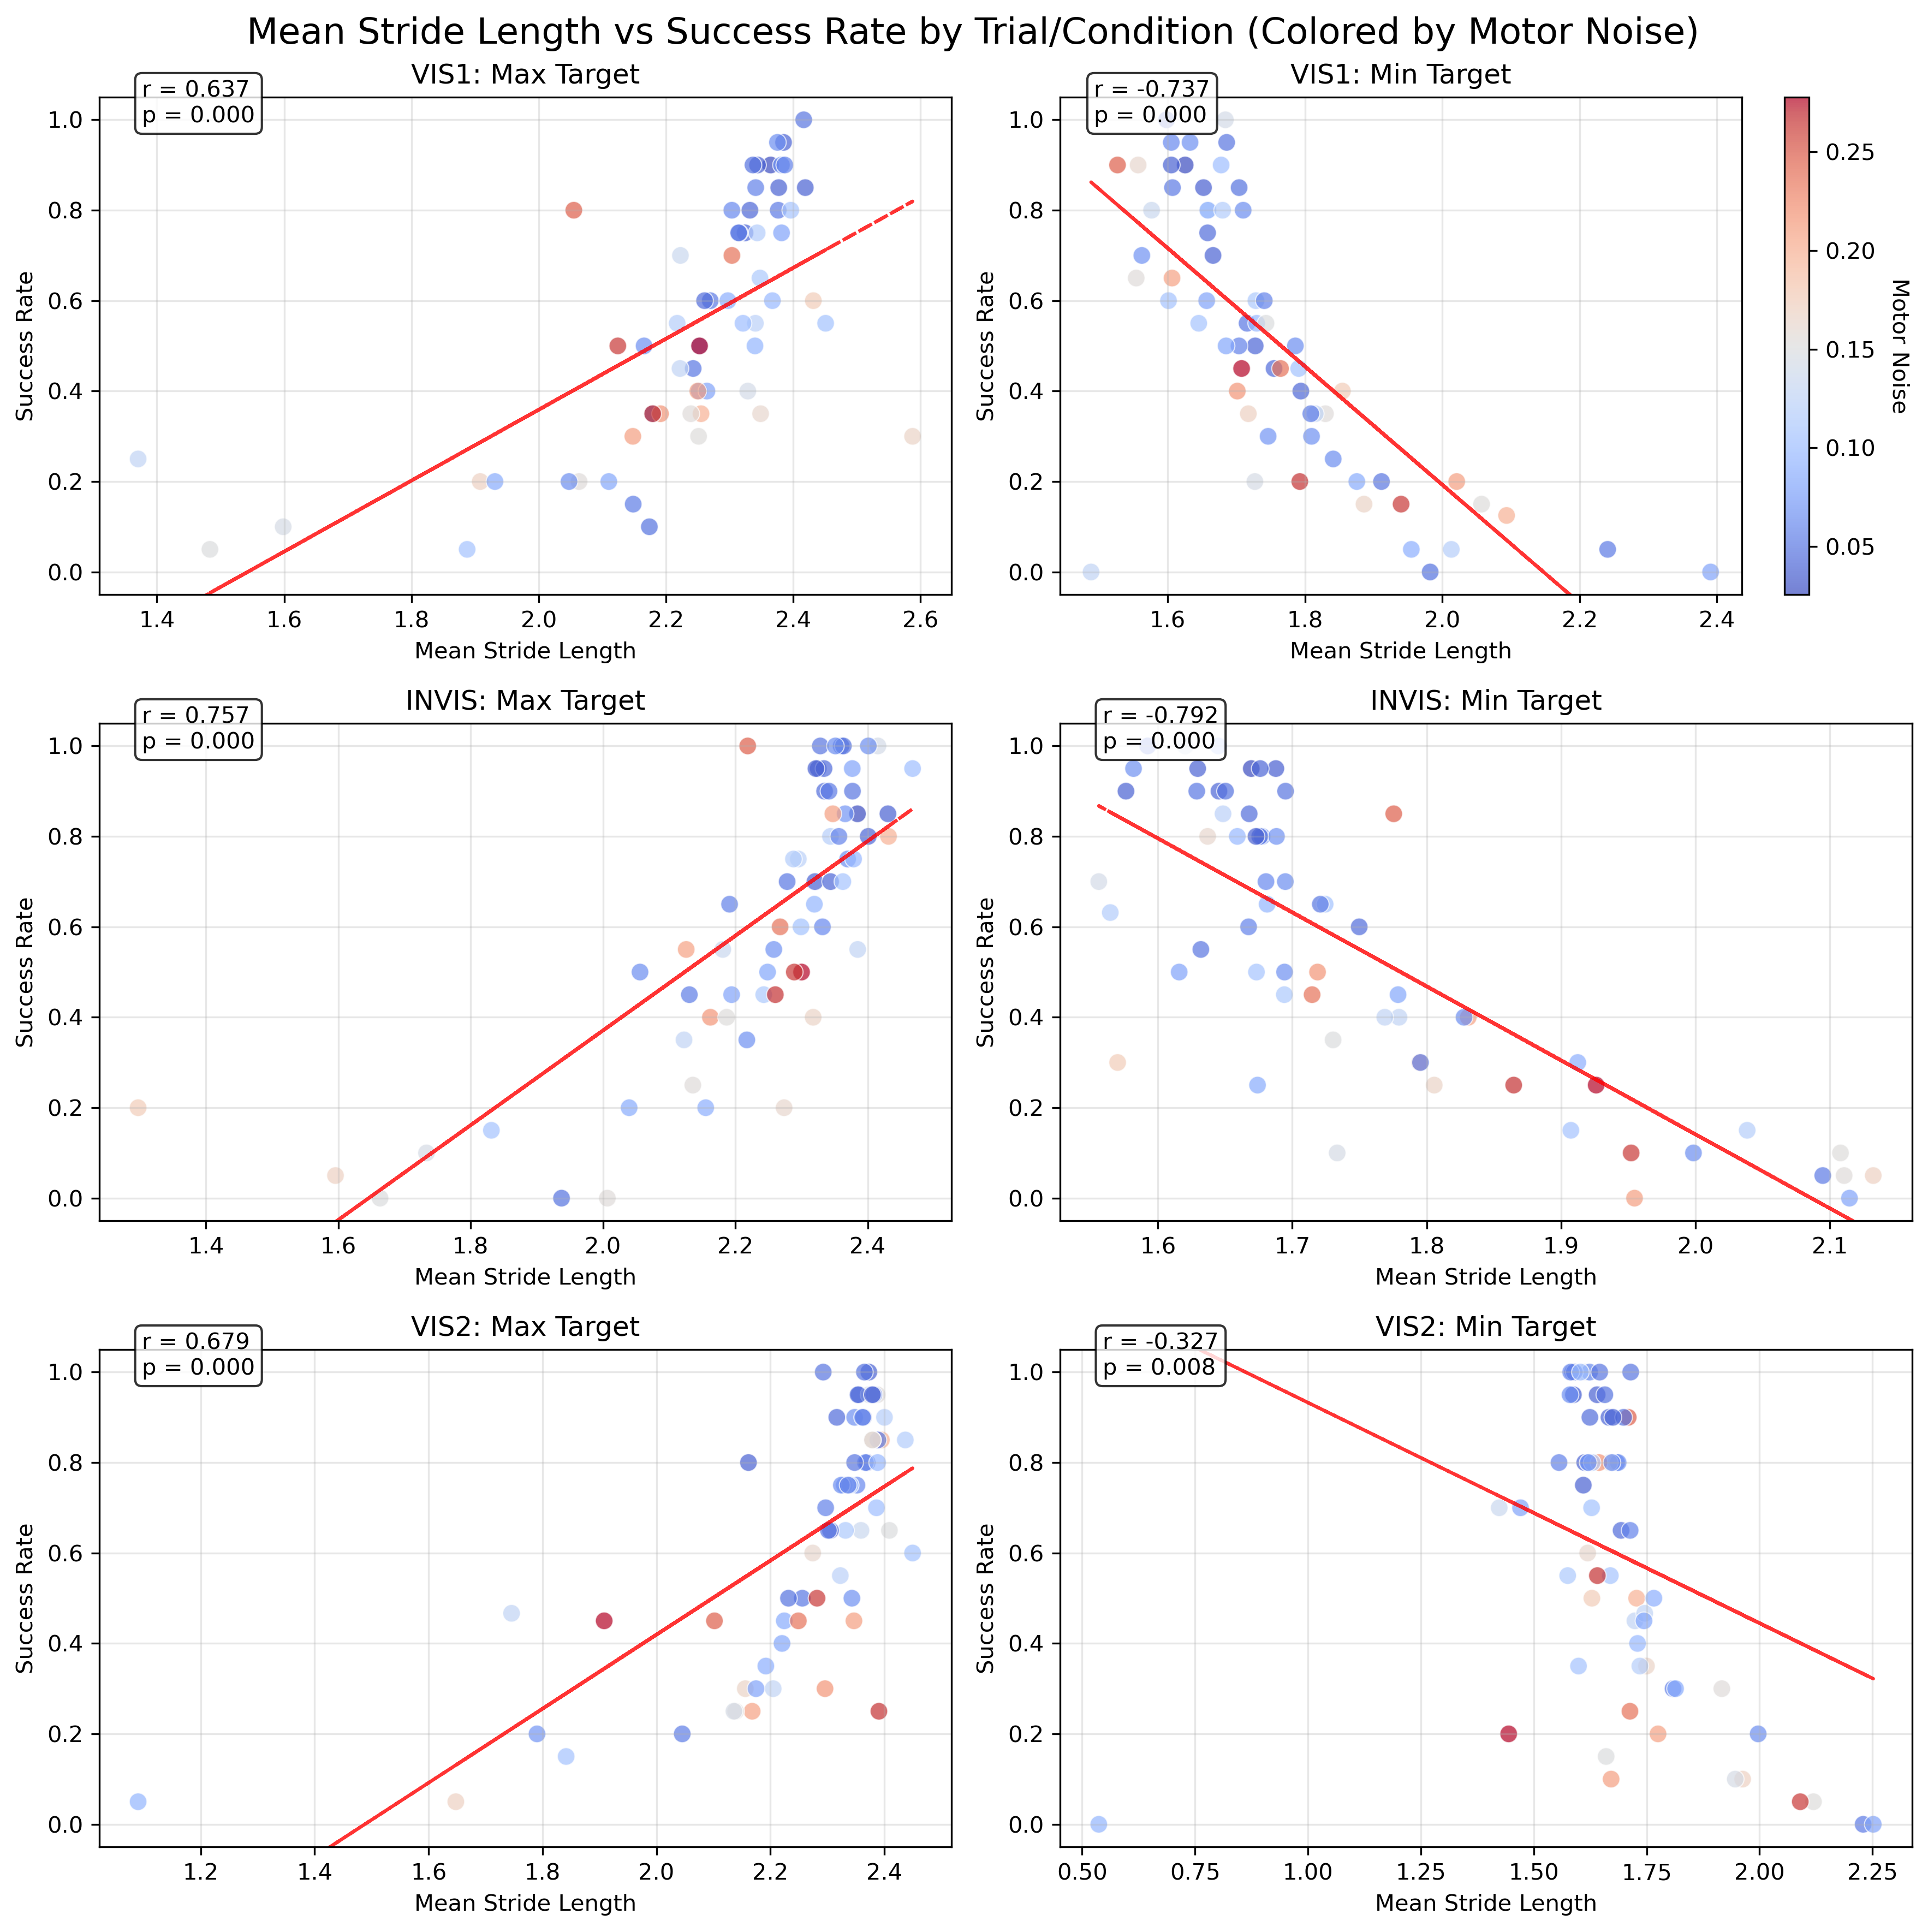 Mean Stride Length vs Success Rate by Trial/Condition (Colored by Motor Noise)
VIS1: Max Target
r = 0.637
p = 0.000
Success Rate
1.0
0.8
0.6
0.4
0.2
0.0
1.4 1.6 1.8 2.0 2.2 2.4 2.6
Mean Stride Length
VIS1: Min Target
r = -0.737
p = 0.000
Success Rate
1.0
0.8
0.6
0.4
0.2
0.0
1.6 1.8 2.0 2.2 2.4
Mean Stride Length
0.25
0.20
0.15
0.10
0.05
Motor Noise
INVIS: Max Target
r = 0.757
p = 0.000
Success Rate
1.0
0.8
0.6
0.4
0.2
0.0
1.4 1.6 1.8 2.0 2.2 2.4
Mean Stride Length
INVIS: Min Target
r = -0.792
p = 0.000
Success Rate
1.0
0.8
0.6
0.4
0.2
0.0
1.6 1.7 1.8 1.9 2.0 2.1
Mean Stride Length
VIS2: Max Target
r = 0.679
p = 0.000
Success Rate
1.0
0.8
0.6
0.4
0.2
0.0
1.2 1.4 1.6 1.8 2.0 2.2 2.4
Mean Stride Length
VIS2: Min Target
r = -0.327
p = 0.008
Success Rate
1.0
0.8
0.6
0.4
0.2
0.0
0.50 0.75 1.00 1.25 1.50 1.75 2.00 2.25
Mean Stride Length